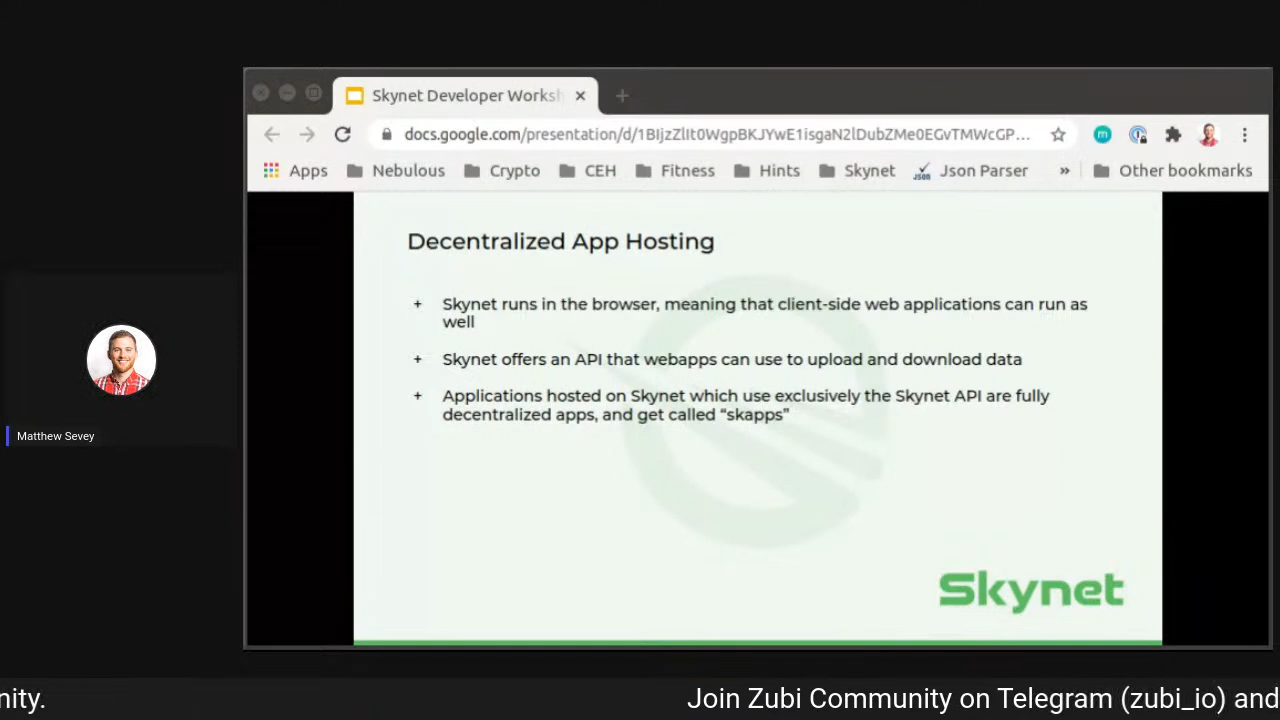 Skynet Developer Worksh
docs.google.com/presentation/d/1BIjzZlIt0WgpBKJYwE1isgaN2lDubZMe0EGvTMWcGP...
Apps Nebulous Crypto CEH Fitness Hints Skynet Json Parser » Other bookmarks
Decentralized App Hosting
+ Skynet runs in the browser, meaning that client-side web applications can run as
well
+ Skynet offers an API that webapps can use to upload and download data
+ Applications hosted on Skynet which use exclusively the Skynet API are fully
decentralized apps, and get called “skapps”
Skynet
Matthew Sevey
nity. Join Zubi Community on Telegram (zubi_io) and